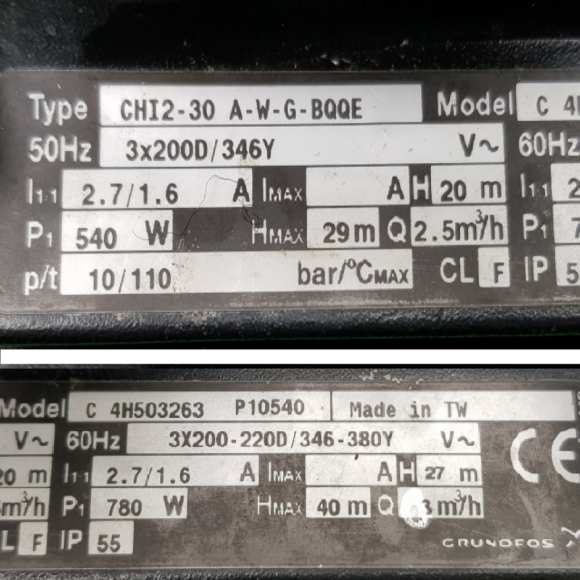 Type CHI2-30 A-W-G-BQQE Model C 4
50Hz 3x200D/346Y V~ 60Hz
I1-1 2.7/1.6 A IMAX A H 20 m I1-1 2
P1 540 W HMAX 29 m Q 2.5m³/h P1 7
p/t 10/110 bar/°CMAX CL F IP 5
Model C 4H503263 P10540 Made in TW
V~ 60Hz 3X200-220D/346-380Y V~
20 m I1-1 2.7/1.6 A IMAX A H 27 m
m³/h P1 780 W HMAX 40 m Q 3 m³/h
L F IP 55
CE
GRUNDFOS